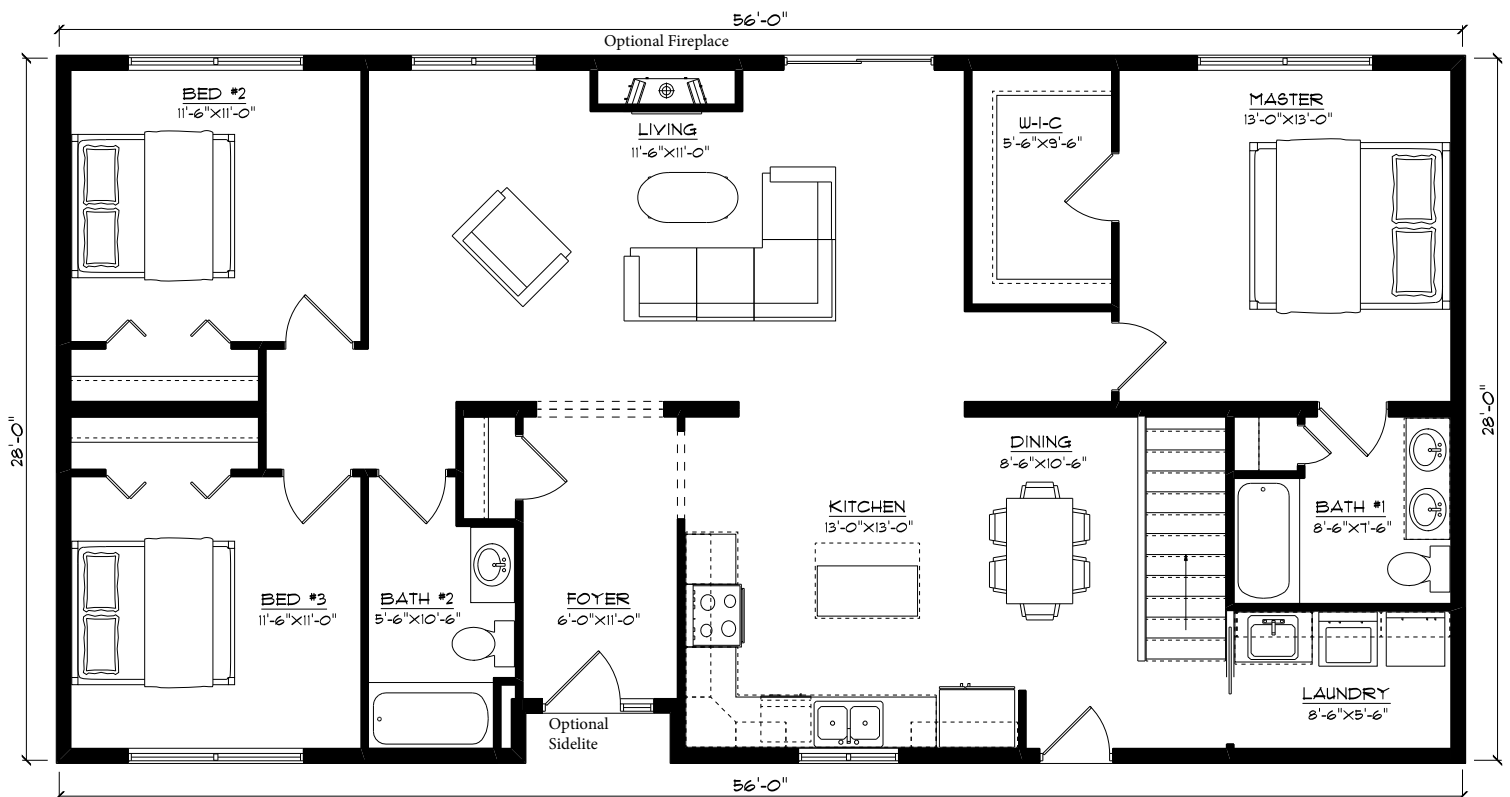 56'-0"
Optional Fireplace
BED #2
11'-6"X11'-0"
LIVING
11'-6"X11'-0"
W-I-C
5'-6"X9'-6"
MASTER
13'-0"X13'-0"
28'-0"
28'-0"
DINING
8'-6"X10'-6"
KITCHEN
13'-0"X13'-0"
BATH #1
8'-6"X7'-6"
BED #3
11'-6"X11'-0"
BATH #2
5'-6"X10'-6"
FOYER
6'-0"X11'-0"
LAUNDRY
8'-6"X5'-6"
Optional
Sidelite
56'-0"